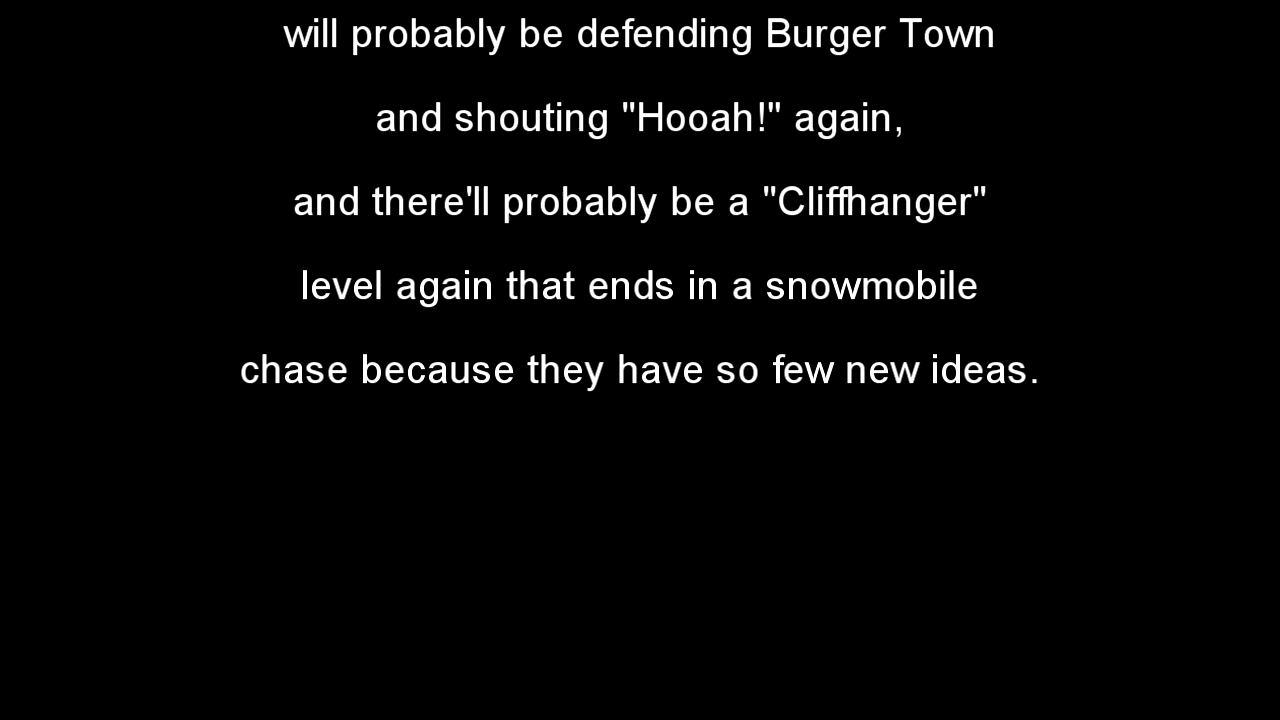 will probably be defending Burger Town
and shouting "Hooah!" again,
and there'll probably be a "Cliffhanger"
level again that ends in a snowmobile
chase because they have so few new ideas.